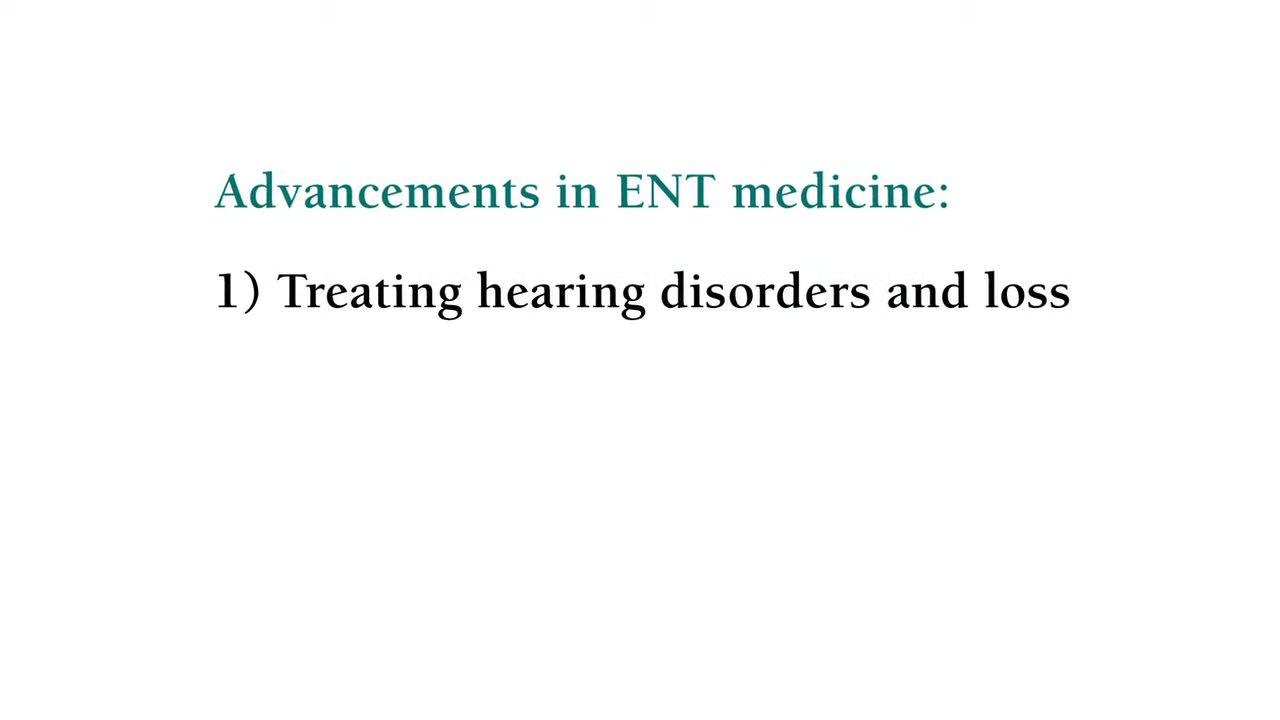 Advancements in ENT medicine:
1) Treating hearing disorders and loss